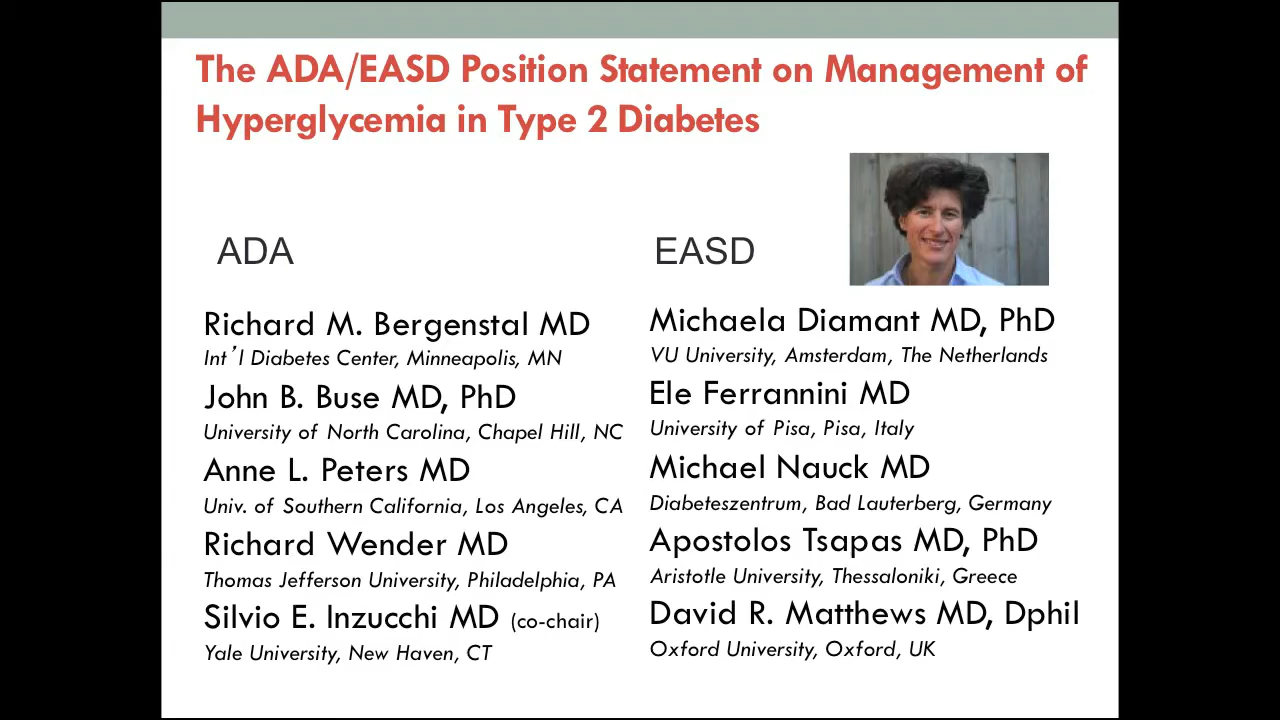 The ADA/EASD Position Statement on Management of
Hyperglycemia in Type 2 Diabetes
ADA
Richard M. Bergenstal MD
Int’l Diabetes Center, Minneapolis, MN
John B. Buse MD, PhD
University of North Carolina, Chapel Hill, NC
Anne L. Peters MD
Univ. of Southern California, Los Angeles, CA
Richard Wender MD
Thomas Jefferson University, Philadelphia, PA
Silvio E. Inzucchi MD (co-chair)
Yale University, New Haven, CT
EASD
Michaela Diamant MD, PhD
VU University, Amsterdam, The Netherlands
Ele Ferrannini MD
University of Pisa, Pisa, Italy
Michael Nauck MD
Diabeteszentrum, Bad Lauterberg, Germany
Apostolos Tsapas MD, PhD
Aristotle University, Thessaloniki, Greece
David R. Matthews MD, Dphil
Oxford University, Oxford, UK